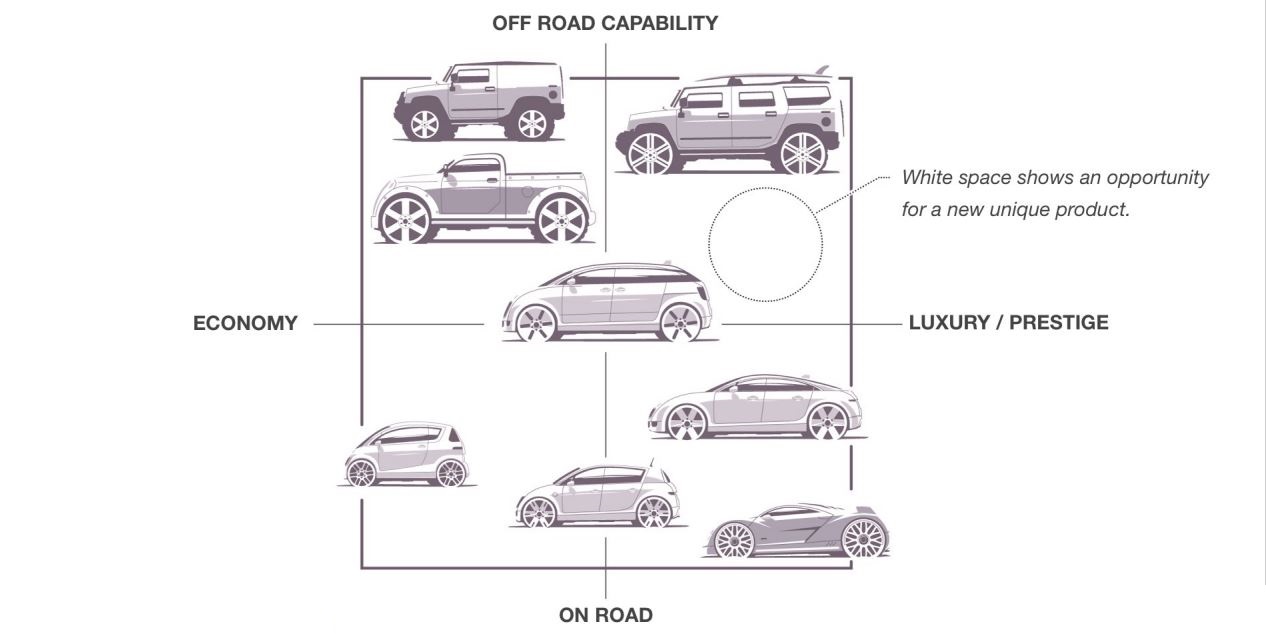 OFF ROAD CAPABILITY
White space shows an opportunity
for a new unique product.
ECONOMY
LUXURY / PRESTIGE
ON ROAD